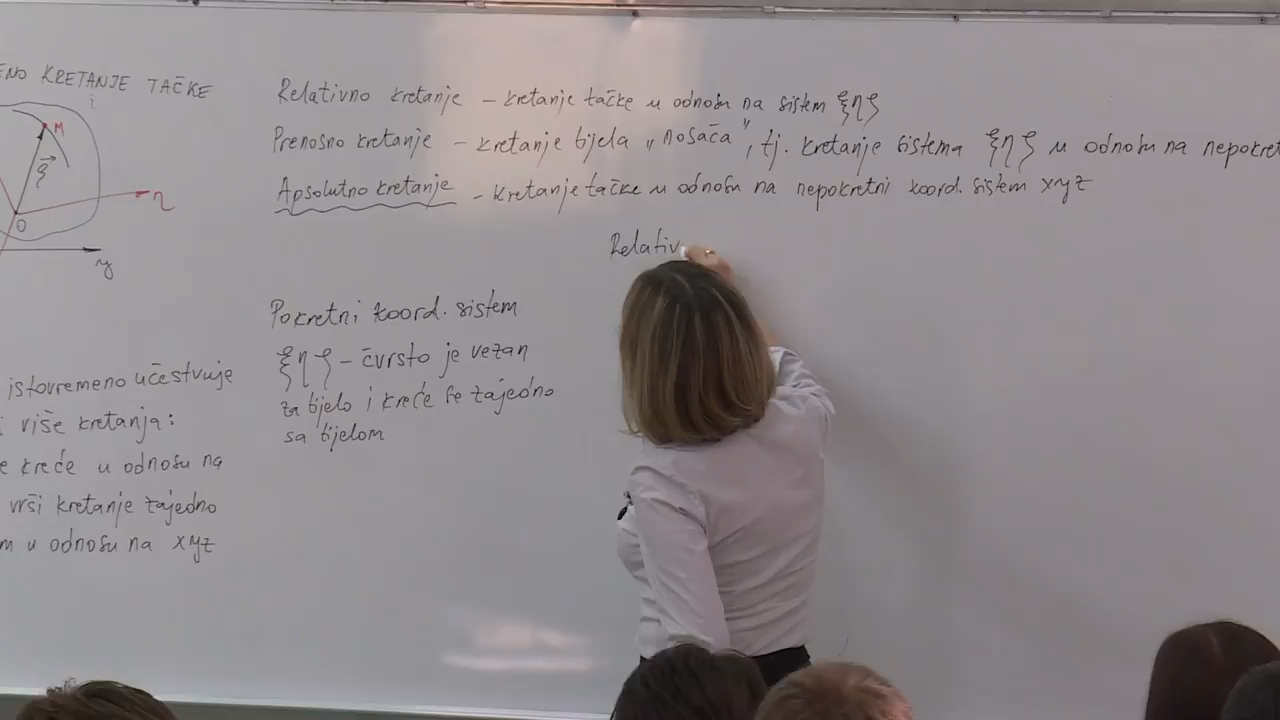 ENO KRETANJE TAČKE
M
ρ
η
O
y
Relativno kretanje – kretanje tačke u odnosu na sistem ξηζ
Prenosno kretanje – kretanje tijela „nosača”, tj. kretanje sistema ξηζ u odnosu na nepokret
Apsolutno kretanje – kretanje tačke u odnosu na nepokretni koord. sistem xyz
Relativ
Pokretni koord. sistem
ξηζ – čvrsto je vezan
za tijelo i kreće se zajedno
sa tijelom
istovremeno učestvuje
i više kretanja:
e kreće u odnosu na
vrši kretanje zajedno
m u odnosu na xyz